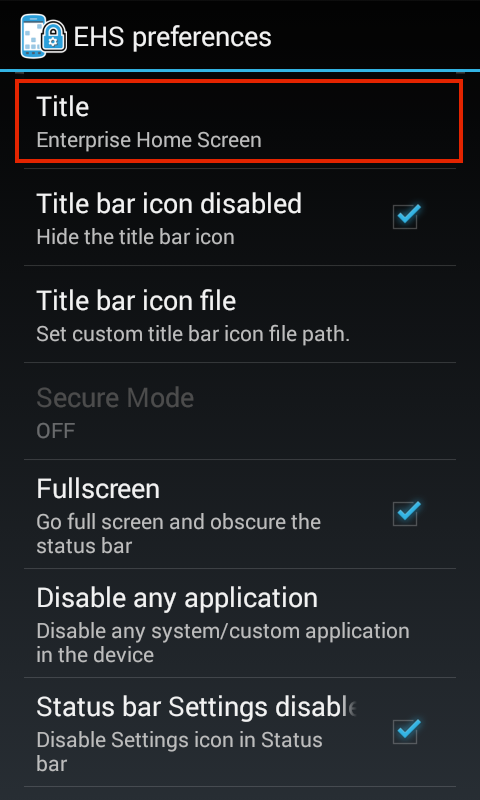 EHS preferences
Title
Enterprise Home Screen
Title bar icon disabled
Hide the title bar icon
Title bar icon file
Set custom title bar icon file path.
Secure Mode
OFF
Fullscreen
Go full screen and obscure the
status bar
Disable any application
Disable any system/custom application
in the device
Status bar Settings disable
Disable Settings icon in Status
bar